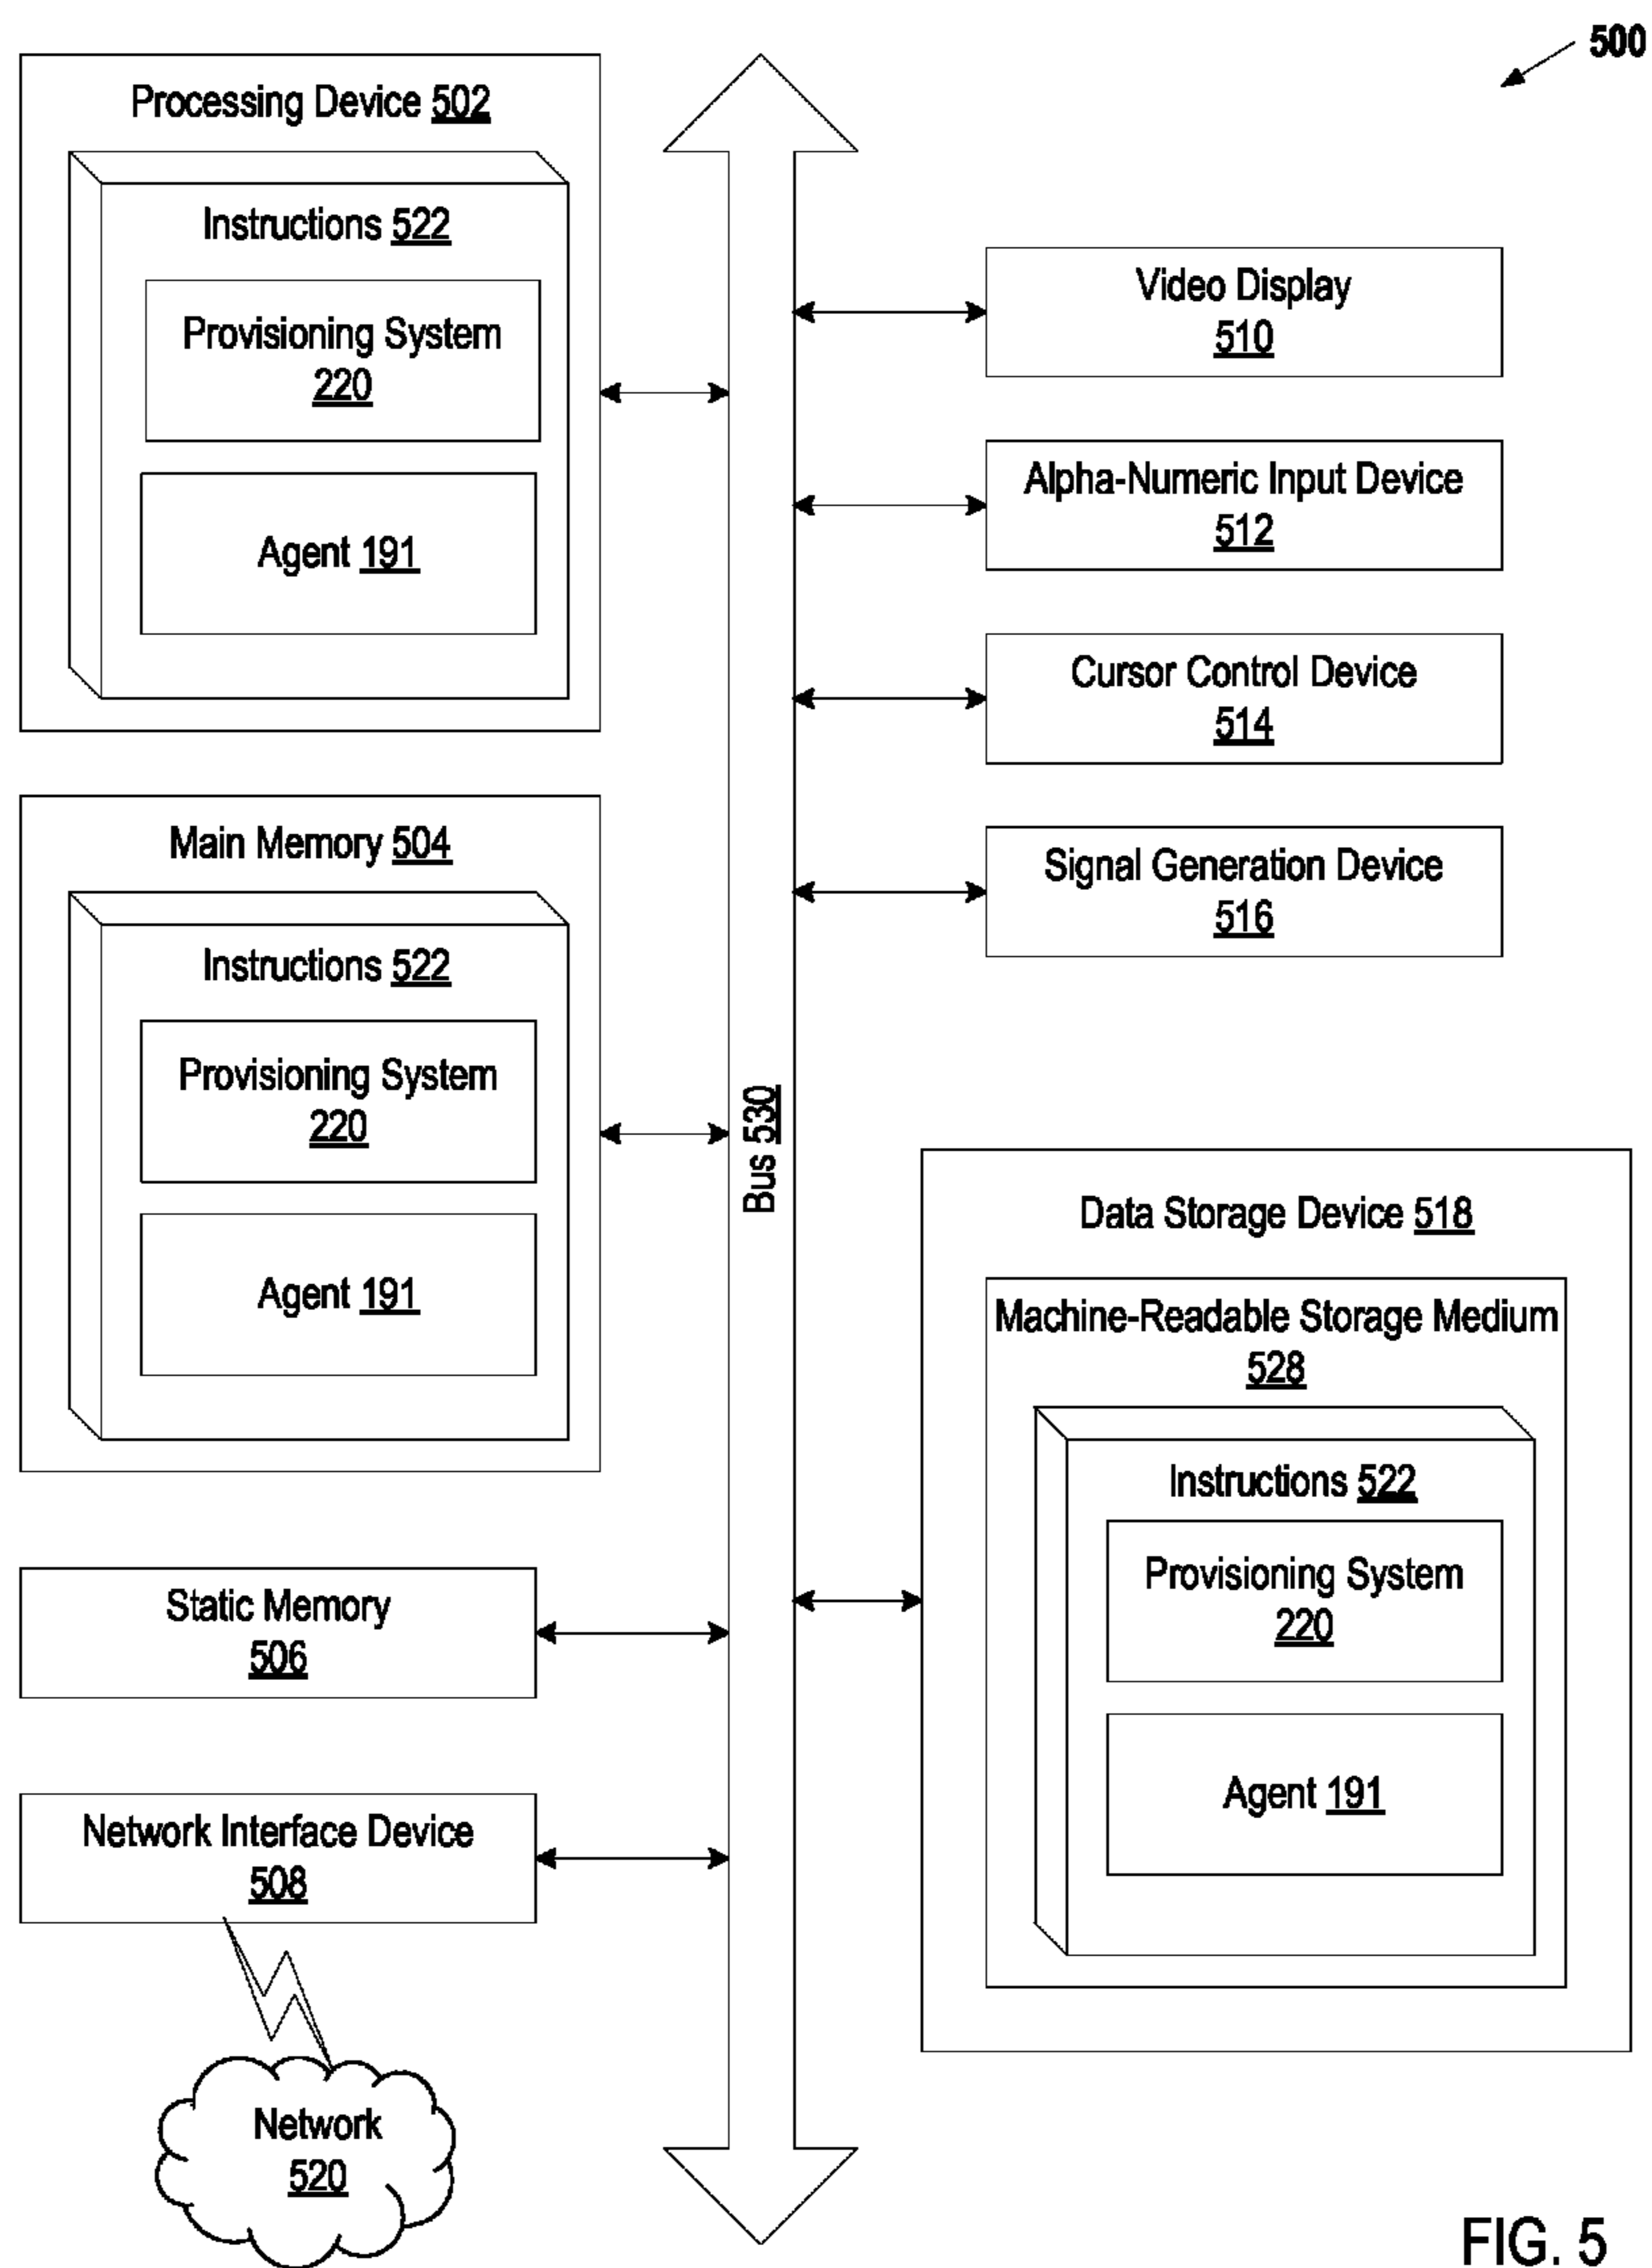 500
Processing Device 502
Instructions 522
Provisioning System
220
Agent 191
Main Memory 504
Instructions 522
Provisioning System
220
Agent 191
Static Memory
506
Network Interface Device
508
Network
520
Bus 530
Video Display
510
Alpha-Numeric Input Device
512
Cursor Control Device
514
Signal Generation Device
516
Data Storage Device 518
Machine-Readable Storage Medium
528
Instructions 522
Provisioning System
220
Agent 191
FIG. 5